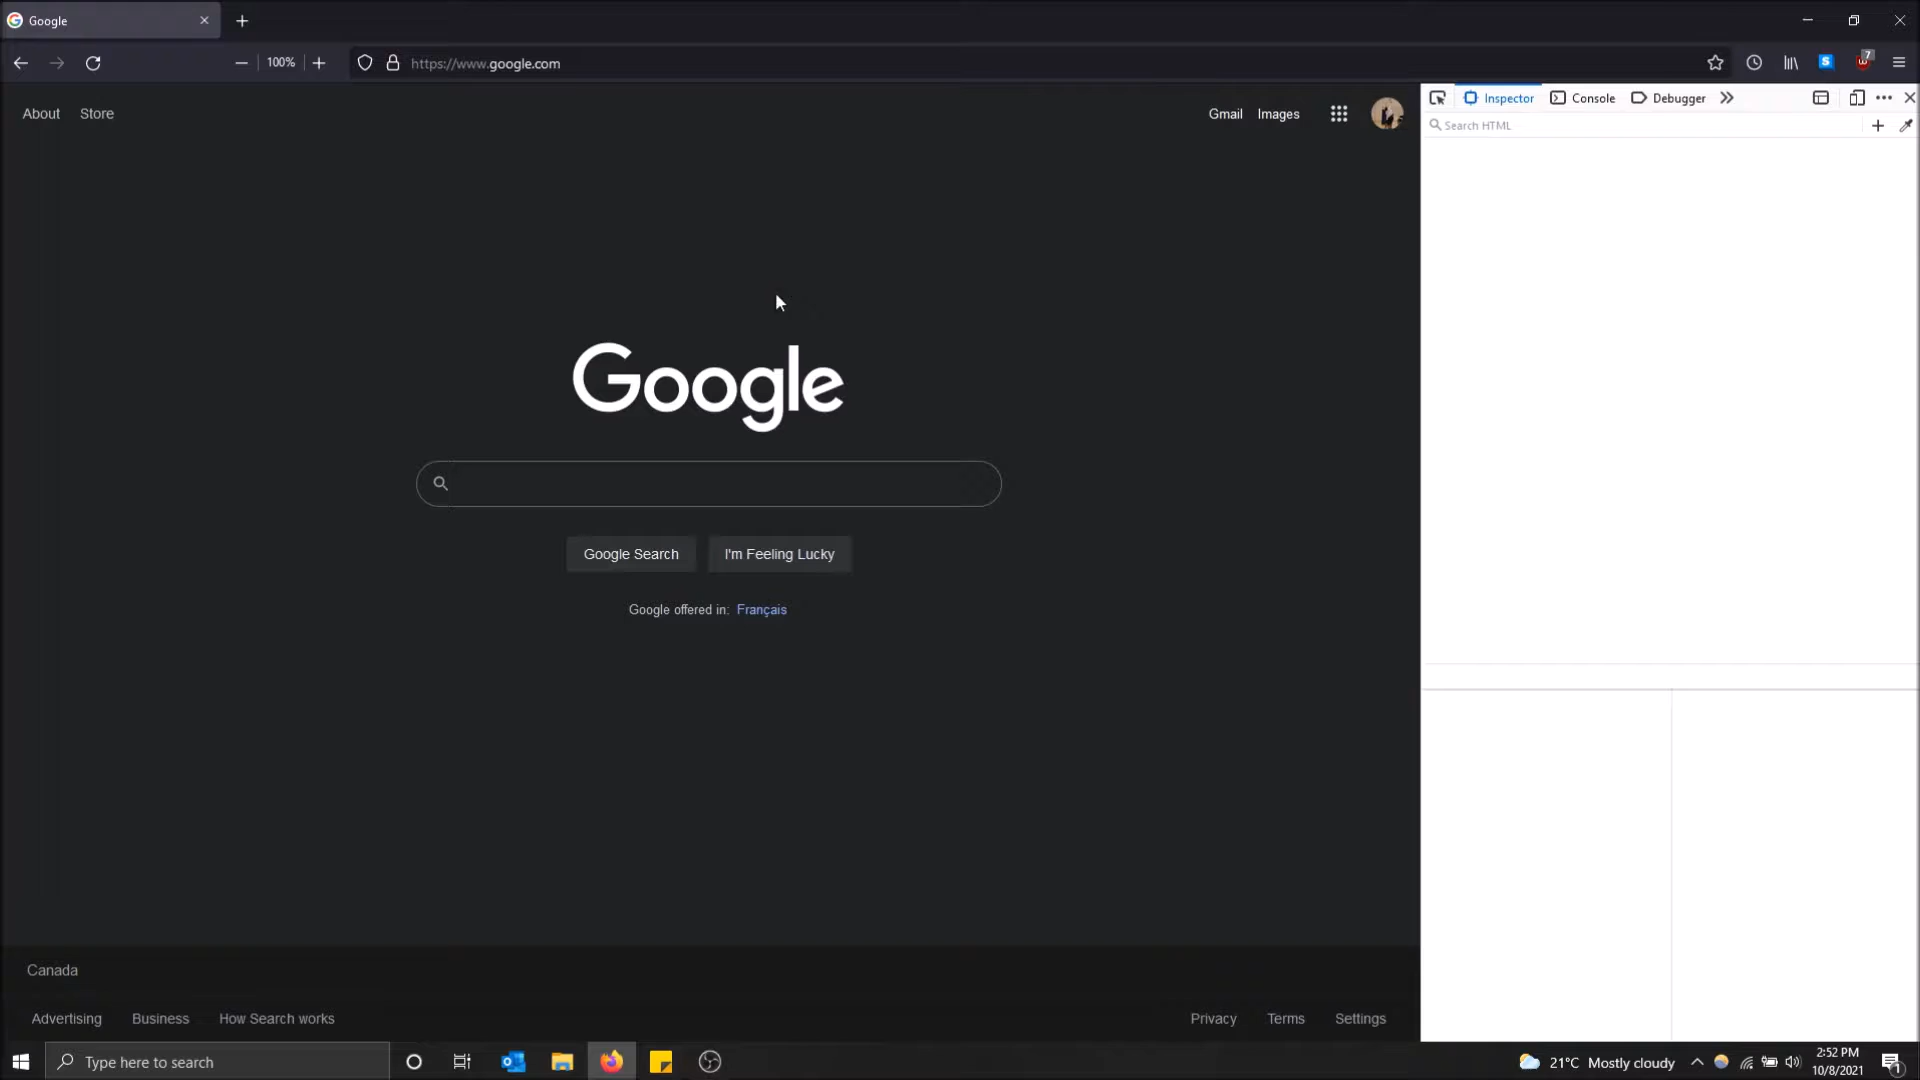 Google
100%
https://www.google.com
S
7
About Store
Gmail Images
Inspector Console Debugger
Search HTML
Google
Google Search I'm Feeling Lucky
Google offered in: Français
Canada
Advertising Business How Search works
Privacy Terms Settings
Type here to search
21°C Mostly cloudy
2:52 PM
10/8/2021
1